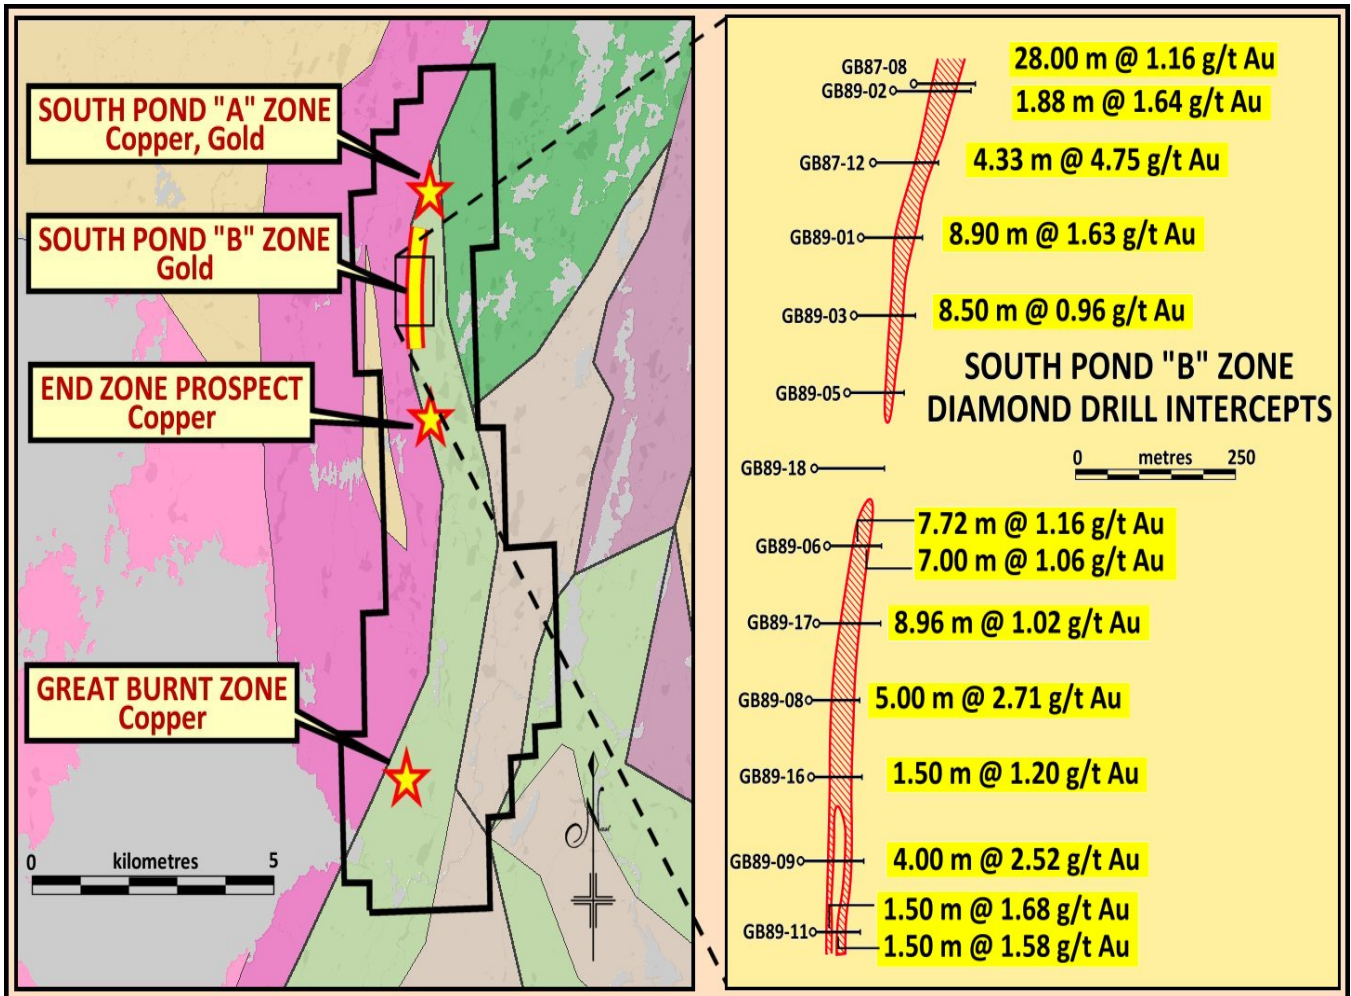 SOUTH POND "A" ZONE
Copper, Gold
SOUTH POND "B" ZONE
Gold
END ZONE PROSPECT
Copper
GREAT BURNT ZONE
Copper
0 kilometres 5
GB87-08
28.00 m @ 1.16 g/t Au
GB89-02
1.88 m @ 1.64 g/t Au
GB87-12
4.33 m @ 4.75 g/t Au
GB89-01
8.90 m @ 1.63 g/t Au
GB89-03
8.50 m @ 0.96 g/t Au
SOUTH POND "B" ZONE
DIAMOND DRILL INTERCEPTS
0 metres 250
GB89-05
GB89-18
GB89-06
7.72 m @ 1.16 g/t Au
7.00 m @ 1.06 g/t Au
GB89-17
8.96 m @ 1.02 g/t Au
GB89-08
5.00 m @ 2.71 g/t Au
GB89-16
1.50 m @ 1.20 g/t Au
GB89-09
4.00 m @ 2.52 g/t Au
GB89-11
1.50 m @ 1.68 g/t Au
1.50 m @ 1.58 g/t Au